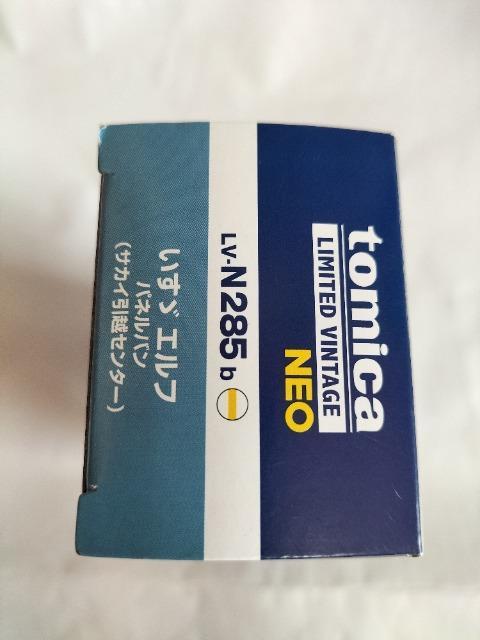 tomica
LIMITED VINTAGE
NEO
LV-N285b
いすゞ エルフ
パネルバン
(サカイ引越センター)